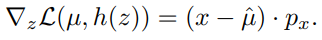 ∇_z ℒ(μ, h(z)) = (x − μ̂) · p_x.